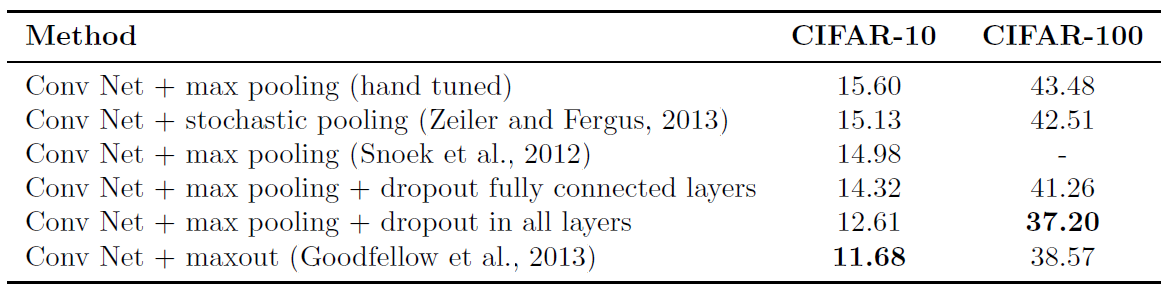 Method CIFAR-10 CIFAR-100
Conv Net + max pooling (hand tuned) 15.60 43.48
Conv Net + stochastic pooling (Zeiler and Fergus, 2013) 15.13 42.51
Conv Net + max pooling (Snoek et al., 2012) 14.98 -
Conv Net + max pooling + dropout fully connected layers 14.32 41.26
Conv Net + max pooling + dropout in all layers 12.61 37.20
Conv Net + maxout (Goodfellow et al., 2013) 11.68 38.57